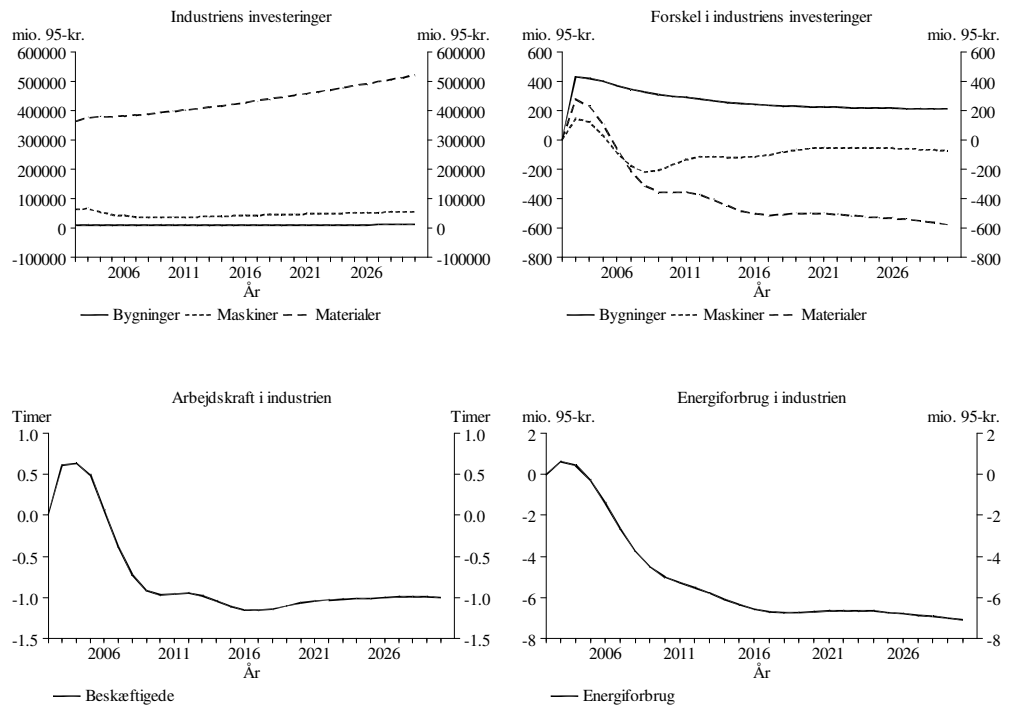 Industriens investeringer
mio. 95-kr. mio. 95-kr.
600000 600000
500000 500000
400000 400000
300000 300000
200000 200000
100000 100000
0 0
-100000 -100000
2006 2011 2016 2021 2026
År
Bygninger Maskiner Materialer
Forskel i industriens investeringer
mio. 95-kr. mio. 95-kr.
600 600
400 400
200 200
0 0
-200 -200
-400 -400
-600 -600
-800 -800
2006 2011 2016 2021 2026
År
Bygninger Maskiner Materialer
Arbejdskraft i industrien
Timer Timer
1.0 1.0
0.5 0.5
0.0 0.0
-0.5 -0.5
-1.0 -1.0
-1.5 -1.5
2006 2011 2016 2021 2026
År
Beskæftigede
Energiforbrug i industrien
mio. 95-kr. mio. 95-kr.
2 2
0 0
-2 -2
-4 -4
-6 -6
-8 -8
2006 2011 2016 2021 2026
År
Energiforbrug